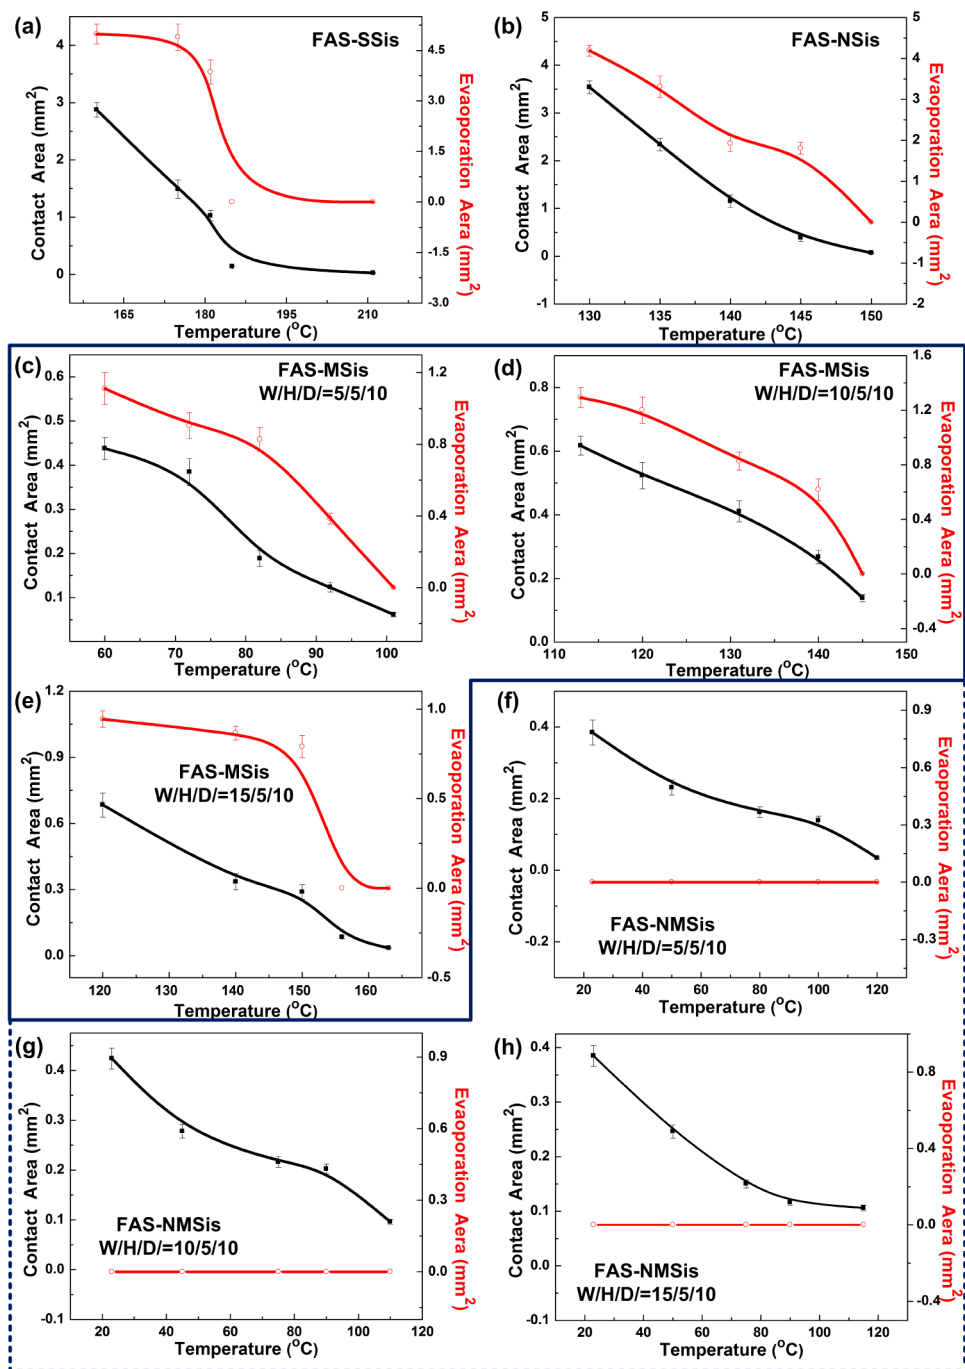 (a)
FAS-SSis
Contact Area (mm²)
4
3
2
1
0
4.5
3.0
1.5
0.0
-1.5
-3.0
Evaoporation Aera (mm²)
165 180 195 210
Temperature (°C)
(b)
FAS-NSis
Contact Area (mm²)
5
4
3
2
1
0
-1
5
4
3
2
1
0
-1
-2
Evaoporation Aera (mm²)
130 135 140 145 150
Temperature (°C)
(c)
FAS-MSis
W/H/D/=5/5/10
Contact Area (mm²)
0.6
0.5
0.4
0.3
0.2
0.1
1.2
0.8
0.4
0.0
Evaoporation Aera (mm²)
60 70 80 90 100
Temperature (°C)
(d)
FAS-MSis
W/H/D/=10/5/10
Contact Area (mm²)
0.8
0.6
0.4
0.2
0.0
1.6
1.2
0.8
0.4
0.0
-0.4
Evaoporation Aera (mm²)
110 120 130 140 150
Temperature (°C)
(e)
FAS-MSis
W/H/D/=15/5/10
Contact Area (mm²)
1.2
0.9
0.6
0.3
0.0
1.0
0.5
0.0
-0.5
Evaoporation Aera (mm²)
120 130 140 150 160
Temperature (°C)
(f)
FAS-NMSis
W/H/D/=5/5/10
Contact Area (mm²)
0.4
0.2
0.0
-0.2
0.9
0.6
0.3
0.0
-0.3
Evaoporation Aera (mm²)
20 40 60 80 100 120
Temperature (°C)
(g)
FAS-NMSis
W/H/D/=10/5/10
Contact Area (mm²)
0.4
0.3
0.2
0.1
0.0
-0.1
0.9
0.6
0.3
0.0
Evaoporation Aera (mm²)
20 40 60 80 100 120
Temperature (°C)
(h)
FAS-NMSis
W/H/D/=15/5/10
Contact Area (mm²)
0.4
0.3
0.2
0.1
0.0
-0.1
0.8
0.4
0.0
-0.4
Evaoporation Aera (mm²)
20 40 60 80 100 120
Temperature (°C)